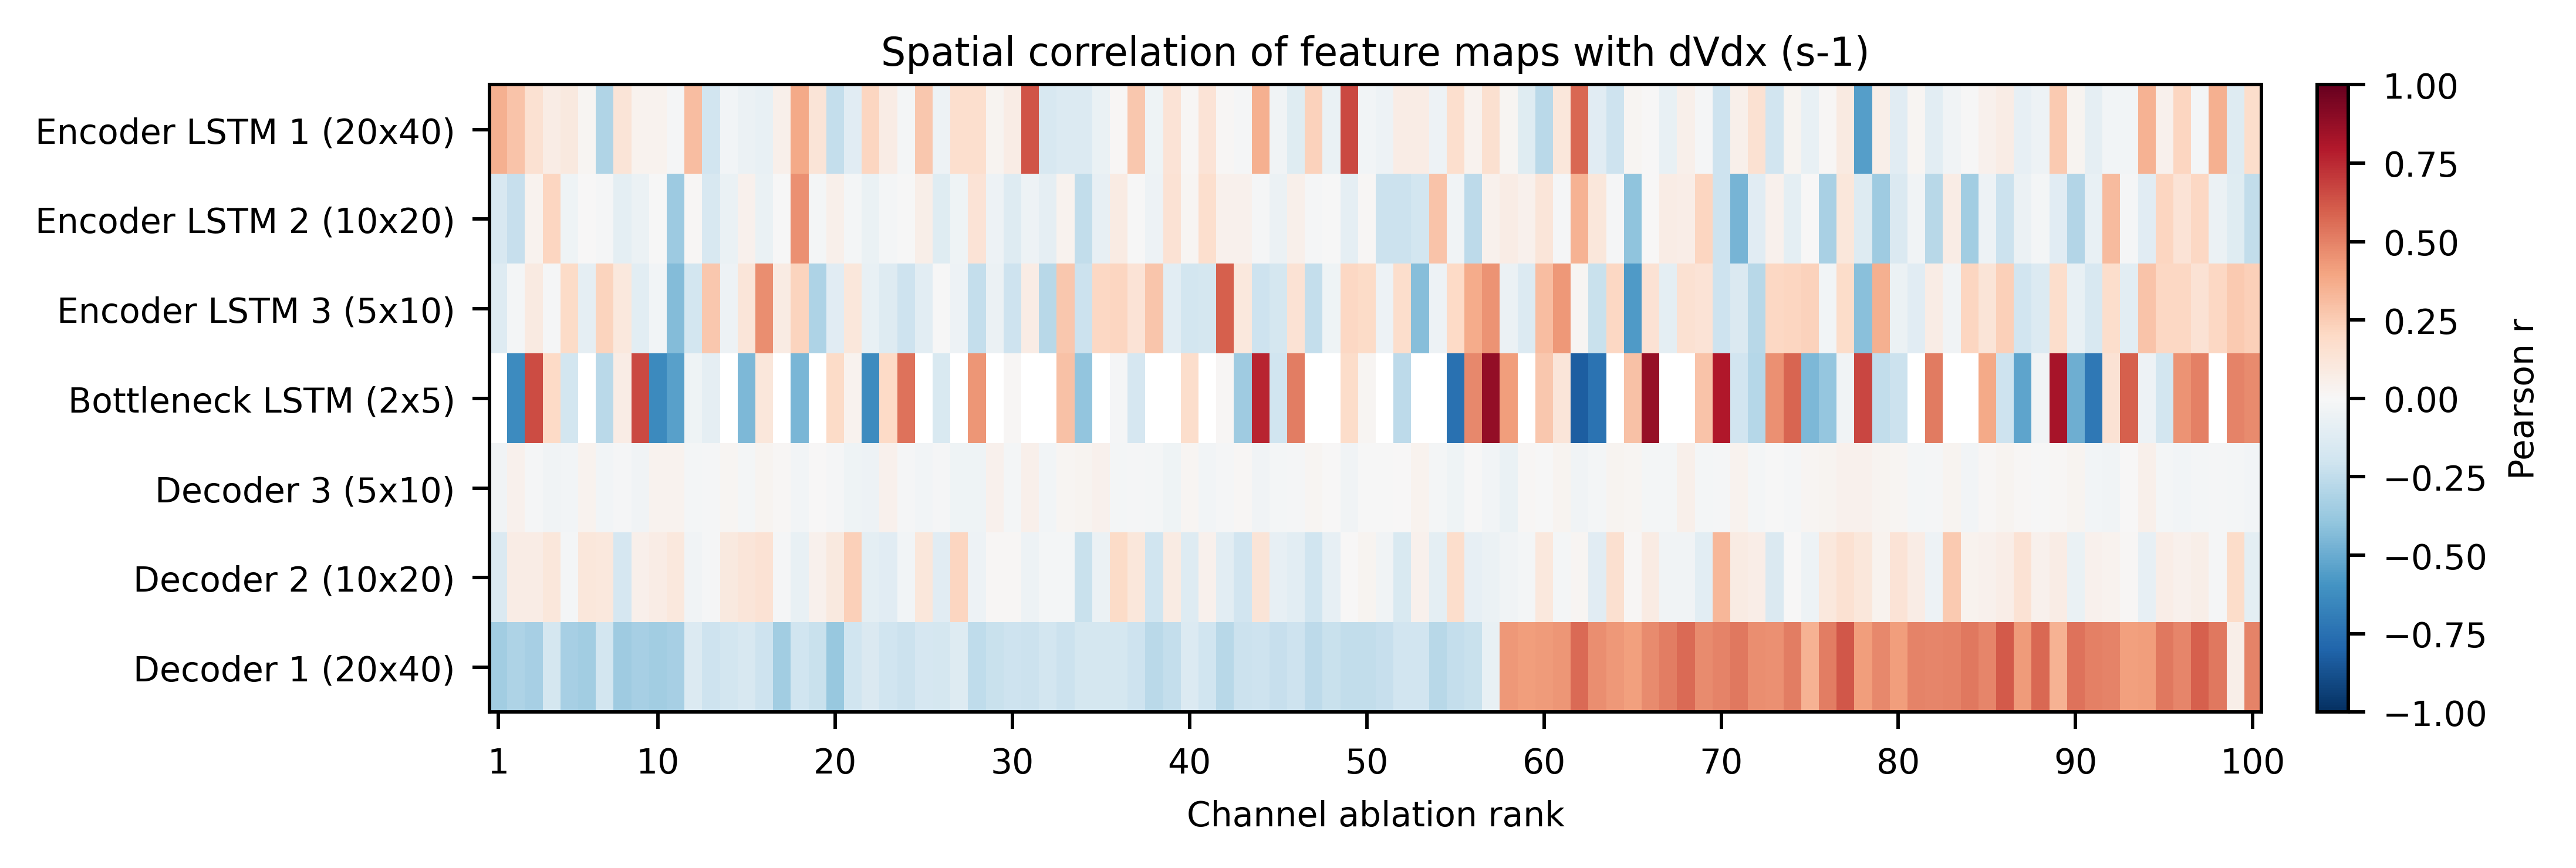 Spatial correlation of feature maps with dVdx (s-1)
Encoder LSTM 1 (20x40)
Encoder LSTM 2 (10x20)
Encoder LSTM 3 (5x10)
Bottleneck LSTM (2x5)
Decoder 3 (5x10)
Decoder 2 (10x20)
Decoder 1 (20x40)
1 10 20 30 40 50 60 70 80 90 100
Channel ablation rank
1.00
0.75
0.50
0.25
0.00
−0.25
−0.50
−0.75
−1.00
Pearson r